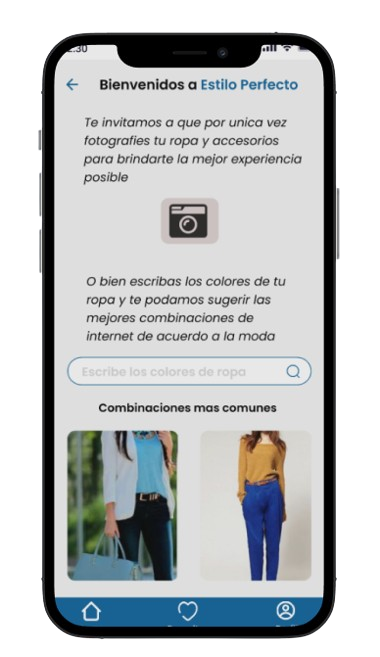 2:30
Bienvenidos a Estilo Perfecto
Te invitamos a que por unica vez
fotografies tu ropa y accesorios
para brindarte la mejor experiencia
posible
O bien escribas los colores de tu
ropa y te podamos sugerir las
mejores combinaciones de
internet de acuerdo a la moda
Escribe los colores de ropa
Combinaciones mas comunes